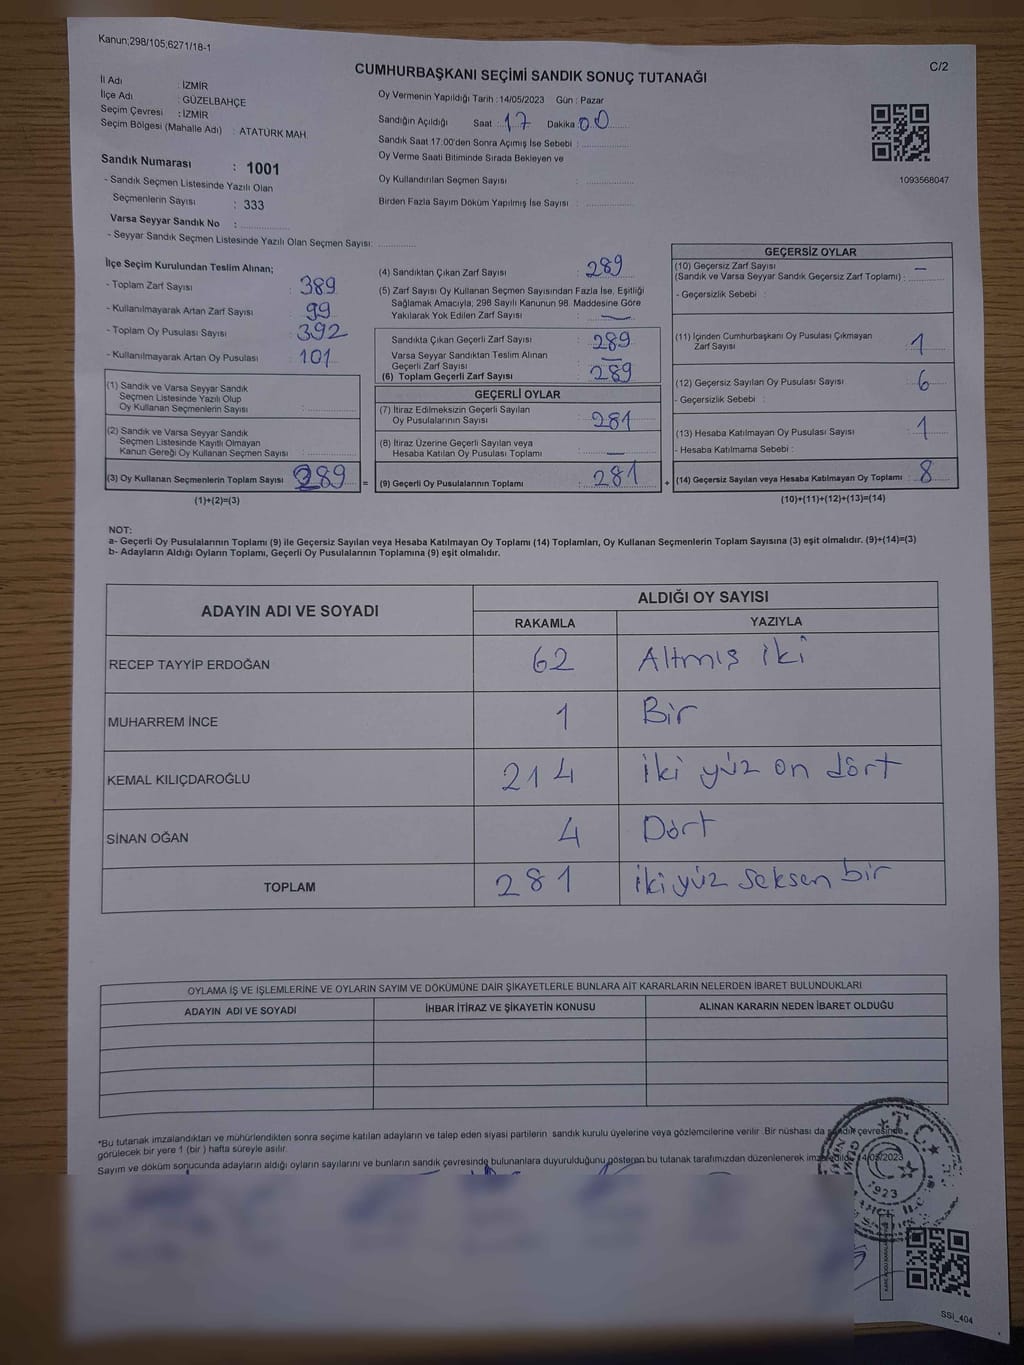 Kanun;298/105;6271/18-1
C/2
CUMHURBAŞKANI SEÇİMİ SANDIK SONUÇ TUTANAĞI
İl Adı : İZMİR
İlçe Adı : GÜZELBAHÇE
Seçim Çevresi : İZMİR
Seçim Bölgesi (Mahalle Adı) : ATATÜRK MAH.
Sandık Numarası : 1001
- Sandık Seçmen Listesinde Yazılı Olan
Seçmenlerin Sayısı : 333
Varsa Seyyar Sandık No :
- Seyyar Sandık Seçmen Listesinde Yazılı Olan Seçmen Sayısı:
Oy Vermenin Yapıldığı Tarih : 14/05/2023 Gün : Pazar
Sandığın Açıldığı Saat : 17 Dakika : 00
Sandık Saat 17.00'den Sonra Açımış İse Sebebi :
Oy Verme Saati Bitiminde Sırada Bekleyen ve
Oy Kullandırılan Seçmen Sayısı :
Birden Fazla Sayım Döküm Yapılmış İse Sayısı :
1093568047
İlçe Seçim Kurulundan Teslim Alınan;
- Toplam Zarf Sayısı : 389
- Kullanılmayarak Artan Zarf Sayısı : 99
- Toplam Oy Pusulası Sayısı : 392
- Kullanılmayarak Artan Oy Pusulası : 101
(1) Sandık ve Varsa Seyyar Sandık
Seçmen Listesinde Yazılı Olup
Oy Kullanan Seçmenlerin Sayısı :
(2) Sandık ve Varsa Seyyar Sandık
Seçmen Listesinde Kayıtlı Olmayan
Kanun Gereği Oy Kullanan Seçmen Sayısı :
(3) Oy Kullanan Seçmenlerin Toplam Sayısı : 289 =
(1)+(2)=(3)
(4) Sandıktan Çıkan Zarf Sayısı : 289
(5) Zarf Sayısı Oy Kullanan Seçmen Sayısından Fazla İse, Eşitliği
Sağlamak Amacıyla; 298 Sayılı Kanunun 98. Maddesine Göre
Yakılarak Yok Edilen Zarf Sayısı : —
Sandıkta Çıkan Geçerli Zarf Sayısı : 289
Varsa Seyyar Sandıktan Teslim Alınan
Geçerli Zarf Sayısı : —
(6) Toplam Geçerli Zarf Sayısı : 289
GEÇERLİ OYLAR
(7) İtiraz Edilmeksizin Geçerli Sayılan
Oy Pusulalarının Sayısı : 281
(8) İtiraz Üzerine Geçerli Sayılan veya
Hesaba Katılan Oy Pusulası Toplamı : —
(9) Geçerli Oy Pusulalarının Toplamı : 281 +
GEÇERSİZ OYLAR
(10) Geçersiz Zarf Sayısı
(Sandık ve Varsa Seyyar Sandık Geçersiz Zarf Toplamı) : —
- Geçersizlik Sebebi :
(11) İçinden Cumhurbaşkanı Oy Pusulası Çıkmayan
Zarf Sayısı : 1
(12) Geçersiz Sayılan Oy Pusulası Sayısı : 6
- Geçersizlik Sebebi :
(13) Hesaba Katılmayan Oy Pusulası Sayısı : 1
- Hesaba Katılmama Sebebi :
(14) Geçersiz Sayılan veya Hesaba Katılmayan Oy Toplamı : 8
(10)+(11)+(12)+(13)=(14)
NOT:
a- Geçerli Oy Pusulalarının Toplamı (9) ile Geçersiz Sayılan veya Hesaba Katılmayan Oy Toplamı (14) Toplamları, Oy Kullanan Seçmenlerin Toplam Sayısına (3) eşit olmalıdır. (9)+(14)=(3)
b- Adayların Aldığı Oyların Toplamı, Geçerli Oy Pusulalarının Toplamına (9) eşit olmalıdır.
ADAYIN ADI VE SOYADI ALDIĞI OY SAYISI
RAKAMLA YAZIYLA
RECEP TAYYİP ERDOĞAN 62 Altmış iki
MUHARREM İNCE 1 Bir
KEMAL KILIÇDAROĞLU 214 iki yüz on dört
SİNAN OĞAN 4 Dört
TOPLAM 281 iki yüz seksen bir
OYLAMA İŞ VE İŞLEMLERİNE VE OYLARIN SAYIM VE DÖKÜMÜNE DAİR ŞİKAYETLERLE BUNLARA AİT KARARLARIN NELERDEN İBARET BULUNDUKLARI
ADAYIN ADI VE SOYADI İHBAR İTİRAZ VE ŞİKAYETİN KONUSU ALINAN KARARIN NEDEN İBARET OLDUĞU
*Bu tutanak imzalandıktan ve mühürlendikten sonra seçime katılan adayların ve talep eden siyasi partilerin sandık kurulu üyelerine veya gözlemcilerine verilir. Bir nüshası da sandık çevresinde
görülecek bir yere 1 (bir ) hafta süreyle asılır.
Sayım ve döküm sonucunda adayların aldığı oyların sayılarını ve bunların sandık çevresinde bulunanlara duyurulduğunu gösteren bu tutanak tarafımızdan düzenlenerek imza edildi. 14/05/2023
T.C.
1923
SSI_404